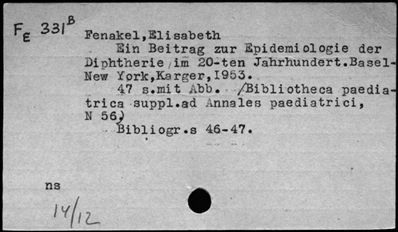 FE 331B
Fenakel,Elisabeth
Ein Beitrag zur Epidemiologie der
Diphtherie im 20-ten Jahrhundert.Basel-
New York,Karger,1953.
47 s.mit Abb. /Bibliotheca paedia-
trica suppl.ad Annales paediatrici,
N 56/
Bibliogr.s 46-47.
ns
14/12